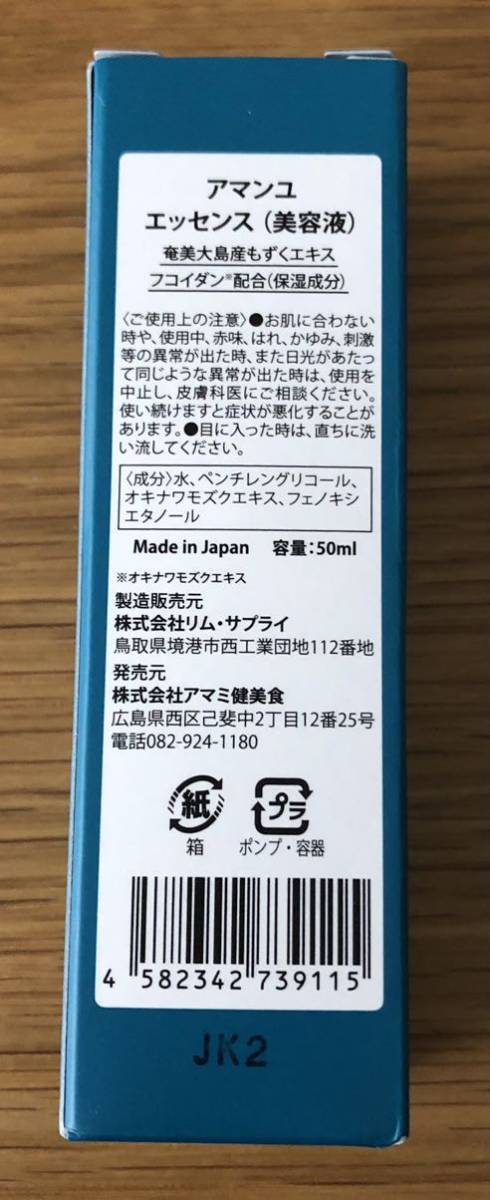 アマンユ
エッセンス（美容液）
奄美大島産もずくエキス
フコイダン※配合（保湿成分）
〈ご使用上の注意〉●お肌に合わない
時や、使用中、赤味、はれ、かゆみ、刺激
等の異常が出た時、また日光があたっ
て同じような異常が出た時は、使用を
中止し、皮膚科医にご相談ください。
使い続けますと症状が悪化することが
あります。●目に入った時は、直ちに洗
い流してください。
〈成分〉水、ペンチレングリコール、
オキナワモズクエキス、フェノキシ
エタノール
Made in Japan 容量：50ml
※オキナワモズクエキス
製造販売元
株式会社リム・サプライ
鳥取県境港市西工業団地112番地
発売元
株式会社アマミ健美食
広島県西区己斐中2丁目12番25号
電話082-924-1180
紙 プラ
箱 ポンプ・容器
4 582342 739115
JK2